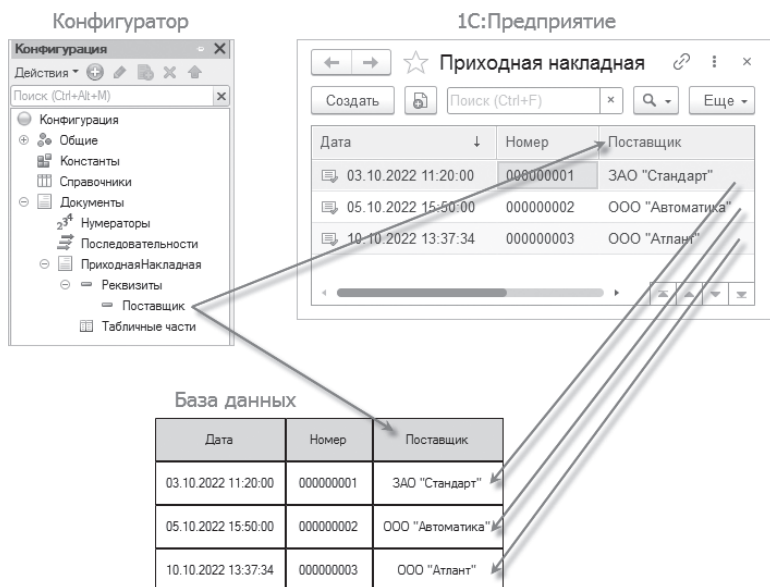 Конфигуратор
Конфигурация
Действия
Поиск (Ctrl+Alt+M)
Конфигурация
Общие
Константы
Справочники
Документы
Нумераторы
Последовательности
ПриходнаяНакладная
Реквизиты
Поставщик
Табличные части
1С:Предприятие
Приходная накладная
Создать Поиск (Ctrl+F) Еще
Дата Номер Поставщик
03.10.2022 11:20:00 000000001 ЗАО "Стандарт"
05.10.2022 15:50:00 000000002 ООО "Автоматика"
10.10.2022 13:37:34 000000003 ООО "Атлант"
База данных
Дата Номер Поставщик
03.10.2022 11:20:00 000000001 ЗАО "Стандарт"
05.10.2022 15:50:00 000000002 ООО "Автоматика"
10.10.2022 13:37:34 000000003 ООО "Атлант"